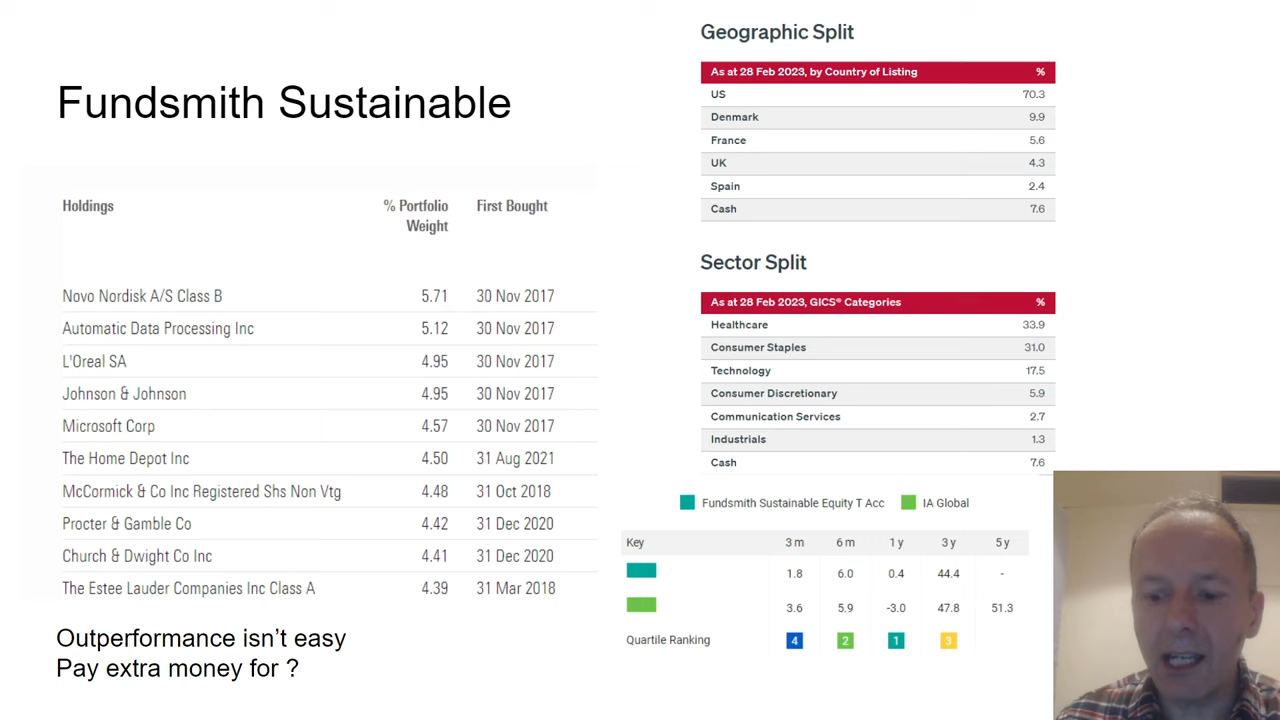 Fundsmith Sustainable
Holdings % Portfolio Weight First Bought
Novo Nordisk A/S Class B 5.71 30 Nov 2017
Automatic Data Processing Inc 5.12 30 Nov 2017
L'Oreal SA 4.95 30 Nov 2017
Johnson & Johnson 4.95 30 Nov 2017
Microsoft Corp 4.57 30 Nov 2017
The Home Depot Inc 4.50 31 Aug 2021
McCormick & Co Inc Registered Shs Non Vtg 4.48 31 Oct 2018
Procter & Gamble Co 4.42 31 Dec 2020
Church & Dwight Co Inc 4.41 31 Dec 2020
The Estee Lauder Companies Inc Class A 4.39 31 Mar 2018
Outperformance isn't easy
Pay extra money for ?
Geographic Split
As at 28 Feb 2023, by Country of Listing %
US 70.3
Denmark 9.9
France 5.6
UK 4.3
Spain 2.4
Cash 7.6
Sector Split
As at 28 Feb 2023, GICS® Categories %
Healthcare 33.9
Consumer Staples 31.0
Technology 17.5
Consumer Discretionary 5.9
Communication Services 2.7
Industrials 1.3
Cash 7.6
Fundsmith Sustainable Equity T Acc IA Global
Key 3 m 6 m 1 y 3 y 5 y
1.8 6.0 0.4 44.4 -
3.6 5.9 -3.0 47.8 51.3
Quartile Ranking 4 2 1 3